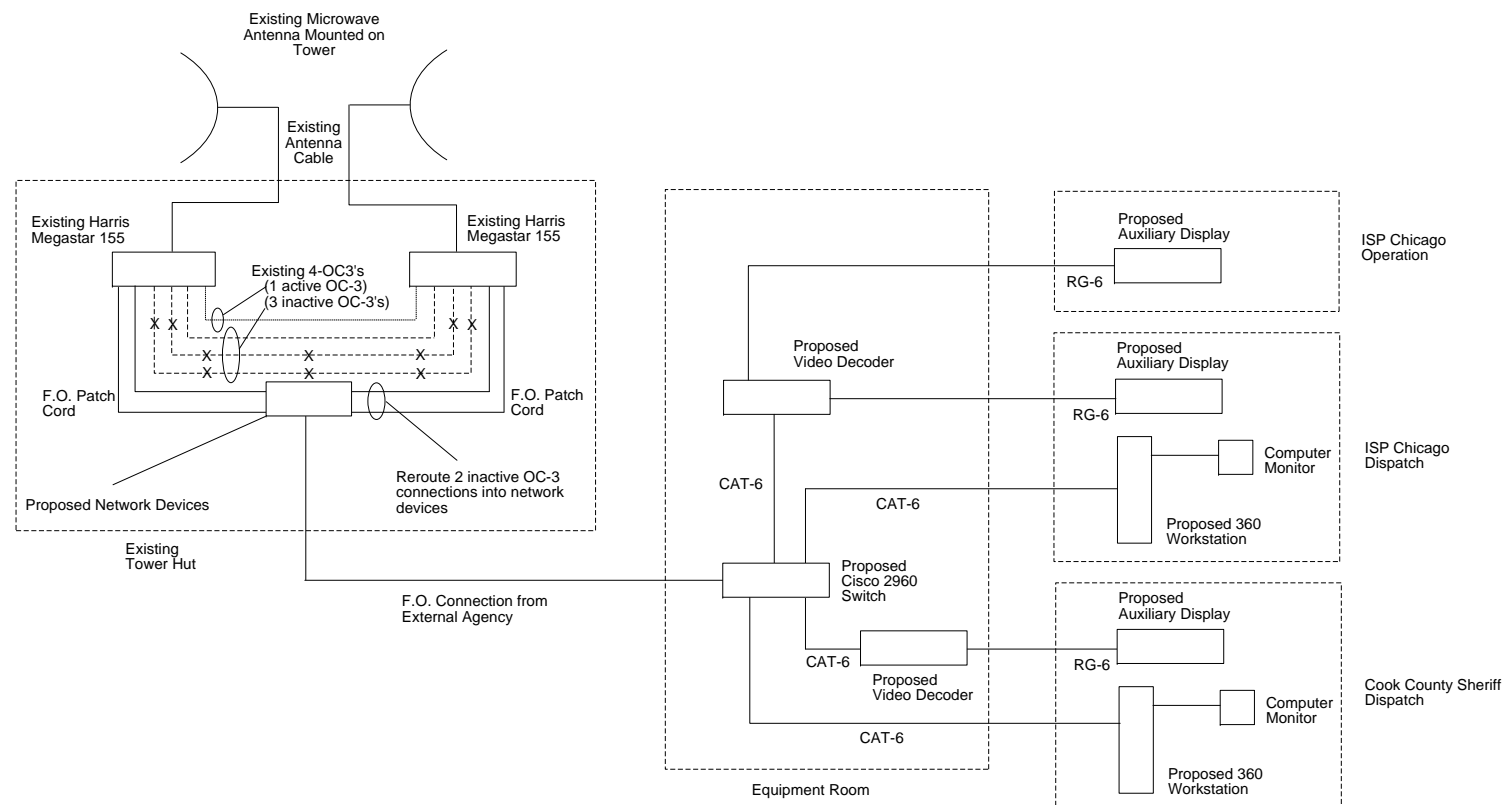 Existing Microwave
Antenna Mounted on
Tower
Existing
Antenna
Cable
Existing Harris
Megastar 155
Existing Harris
Megastar 155
Existing 4-OC3's
(1 active OC-3)
(3 inactive OC-3's)
X X X X
X X X
X X X
F.O. Patch
Cord
F.O. Patch
Cord
Proposed Network Devices
Reroute 2 inactive OC-3
connections into network
devices
Existing
Tower Hut
F.O. Connection from
External Agency
Proposed
Video Decoder
CAT-6
CAT-6
Proposed
Cisco 2960
Switch
CAT-6
Proposed
Video Decoder
CAT-6
Equipment Room
Proposed
Auxiliary Display
RG-6
ISP Chicago
Operation
Proposed
Auxiliary Display
RG-6
Computer
Monitor
Proposed 360
Workstation
ISP Chicago
Dispatch
Proposed
Auxiliary Display
RG-6
Computer
Monitor
Proposed 360
Workstation
Cook County Sheriff
Dispatch